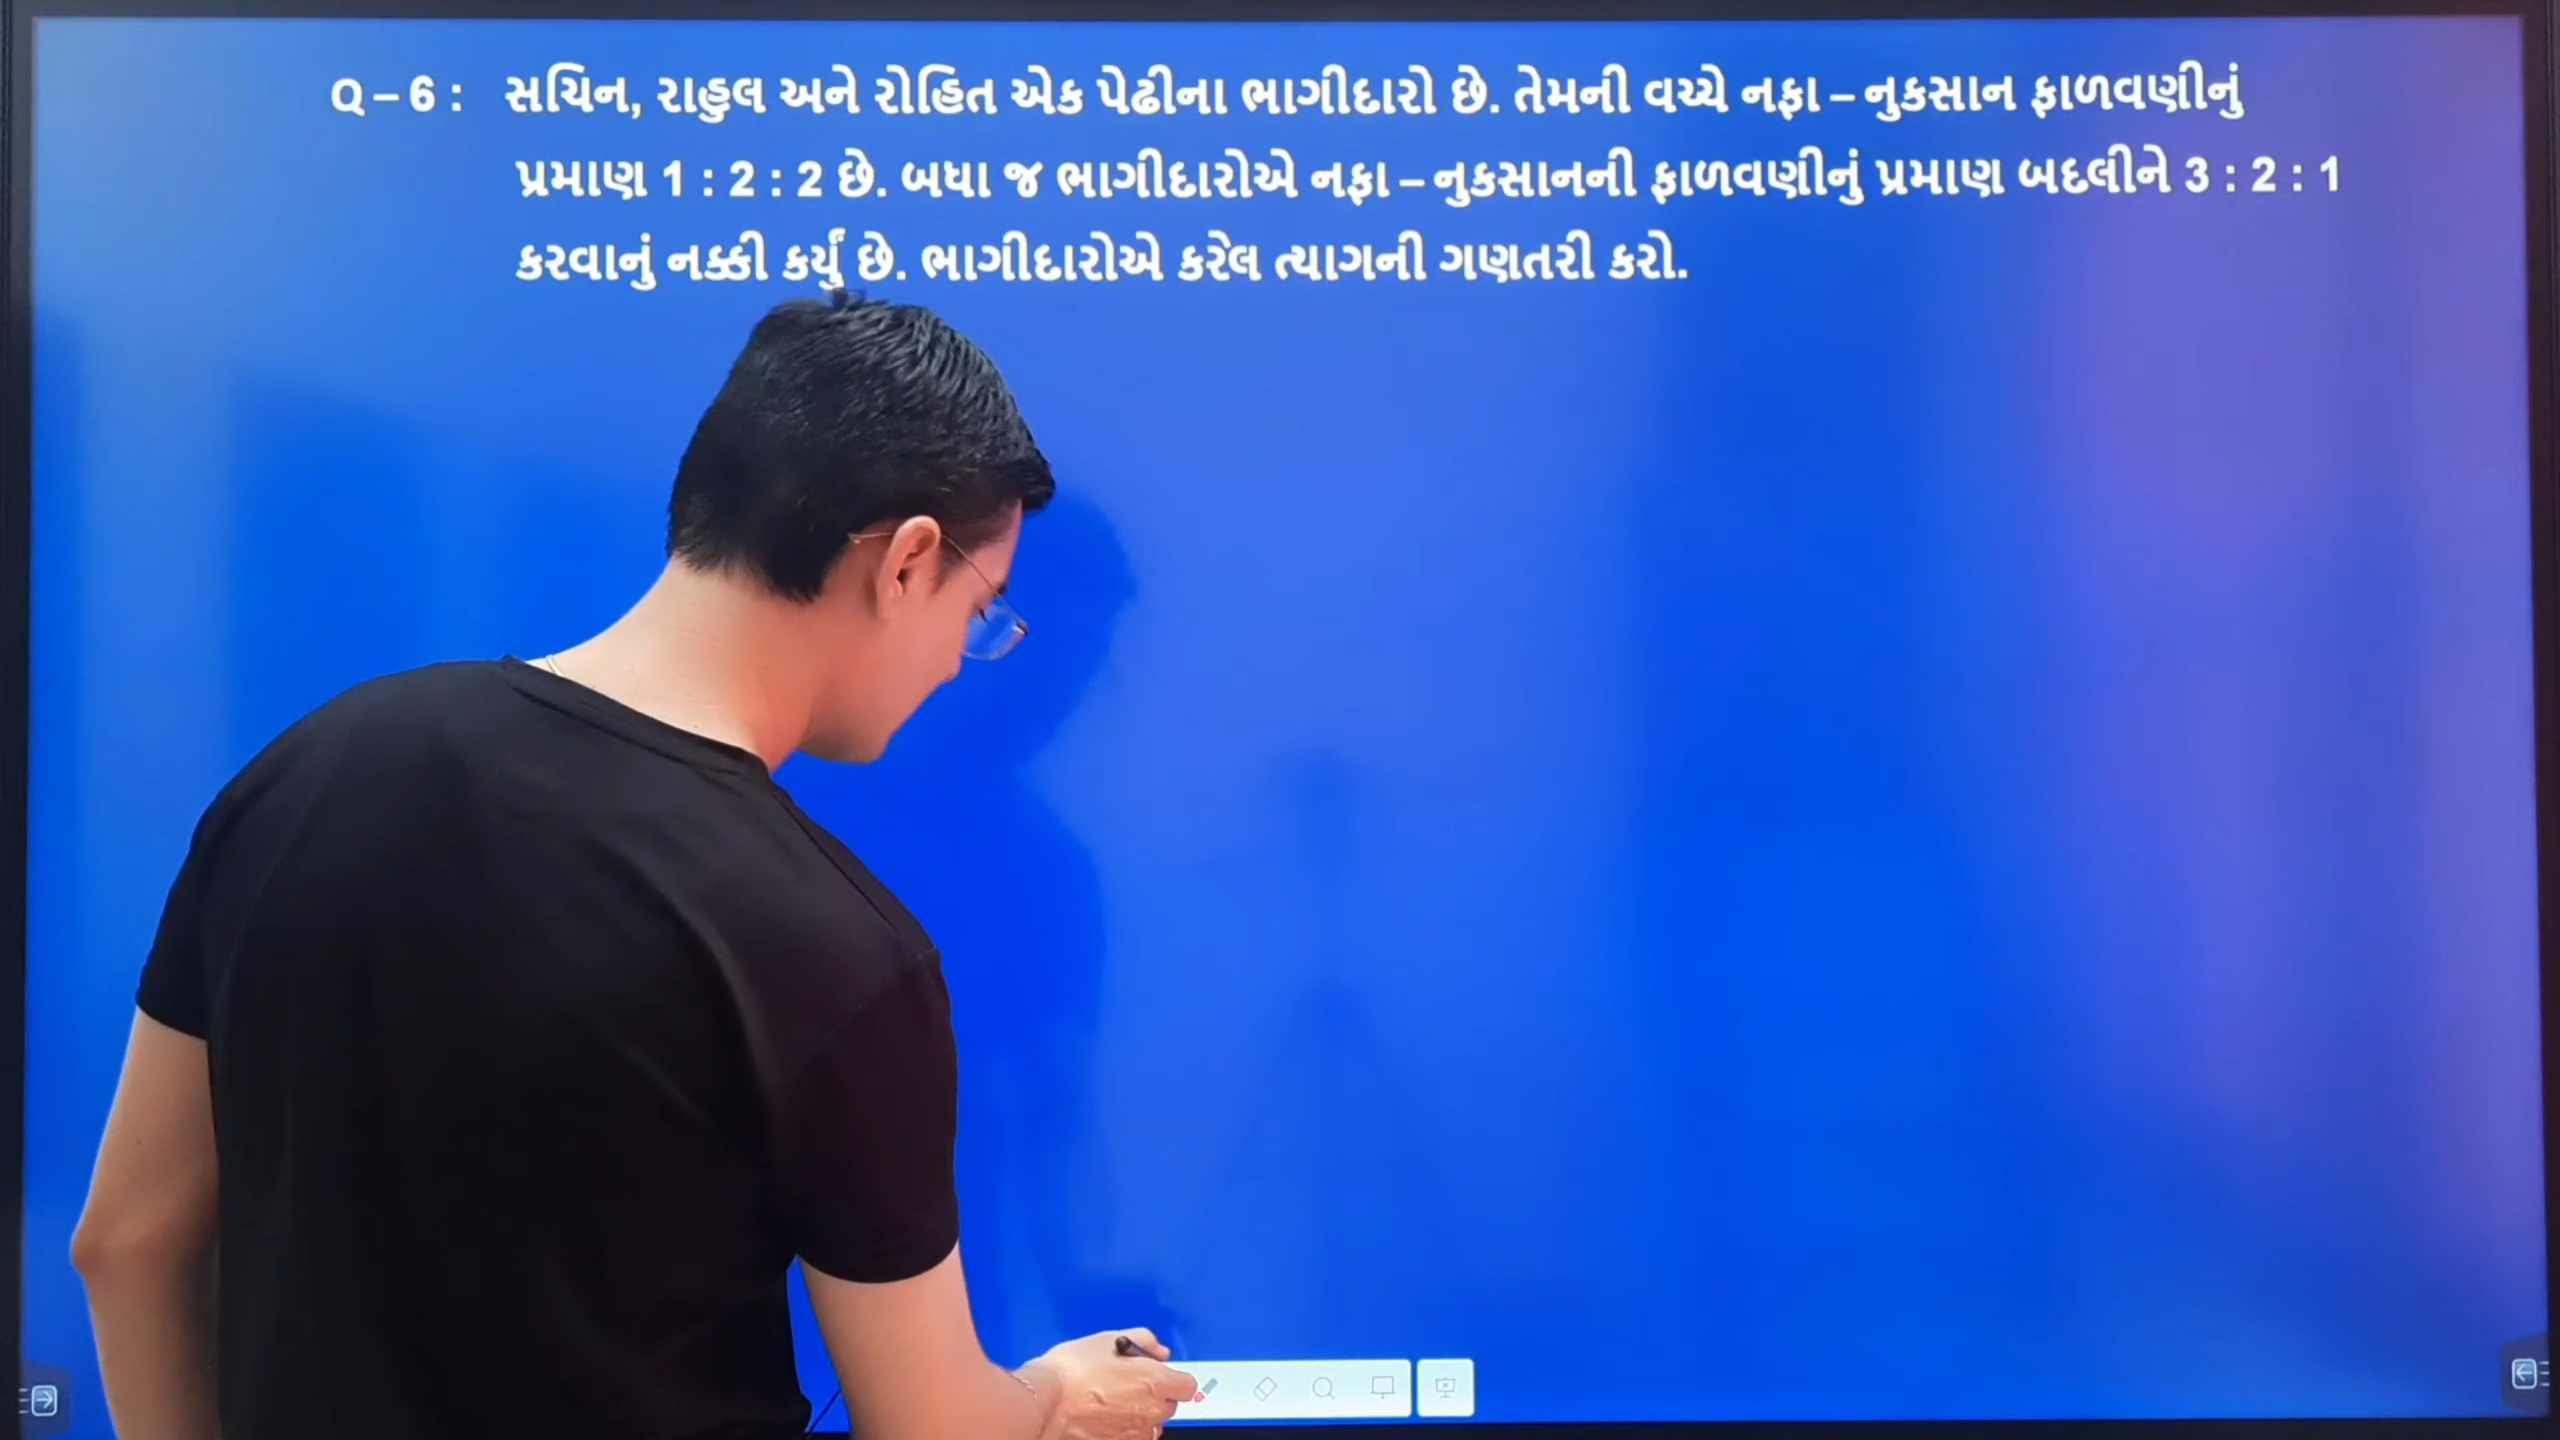 Q – 6 : સચિન, રાહુલ અને રોહિત એક પેઢીના ભાગીદારો છે. તેમની વચ્ચે નફા – નુકસાન ફાળવણીનું
પ્રમાણ 1 : 2 : 2 છે. બધા જ ભાગીદારોએ નફા – નુકસાનની ફાળવણીનું પ્રમાણ બદલીને 3 : 2 : 1
કરવાનું નક્કી કર્યું છે. ભાગીદારોએ કરેલ ત્યાગની ગણતરી કરો.